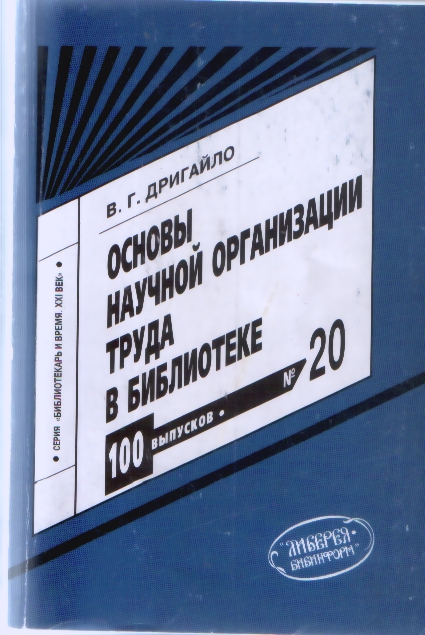 В. Г. ДРИГАЙЛО
ОСНОВЫ
НАУЧНОЙ ОРГАНИЗАЦИИ
ТРУДА
В БИБЛИОТЕКЕ
100 ВЫПУСКОВ • № 20
• СЕРИЯ «БИБЛИОТЕКАРЬ И ВРЕМЯ. XXI ВЕК» •
"ЛИБЕРЕЯ-
БИБИНФОРМ"